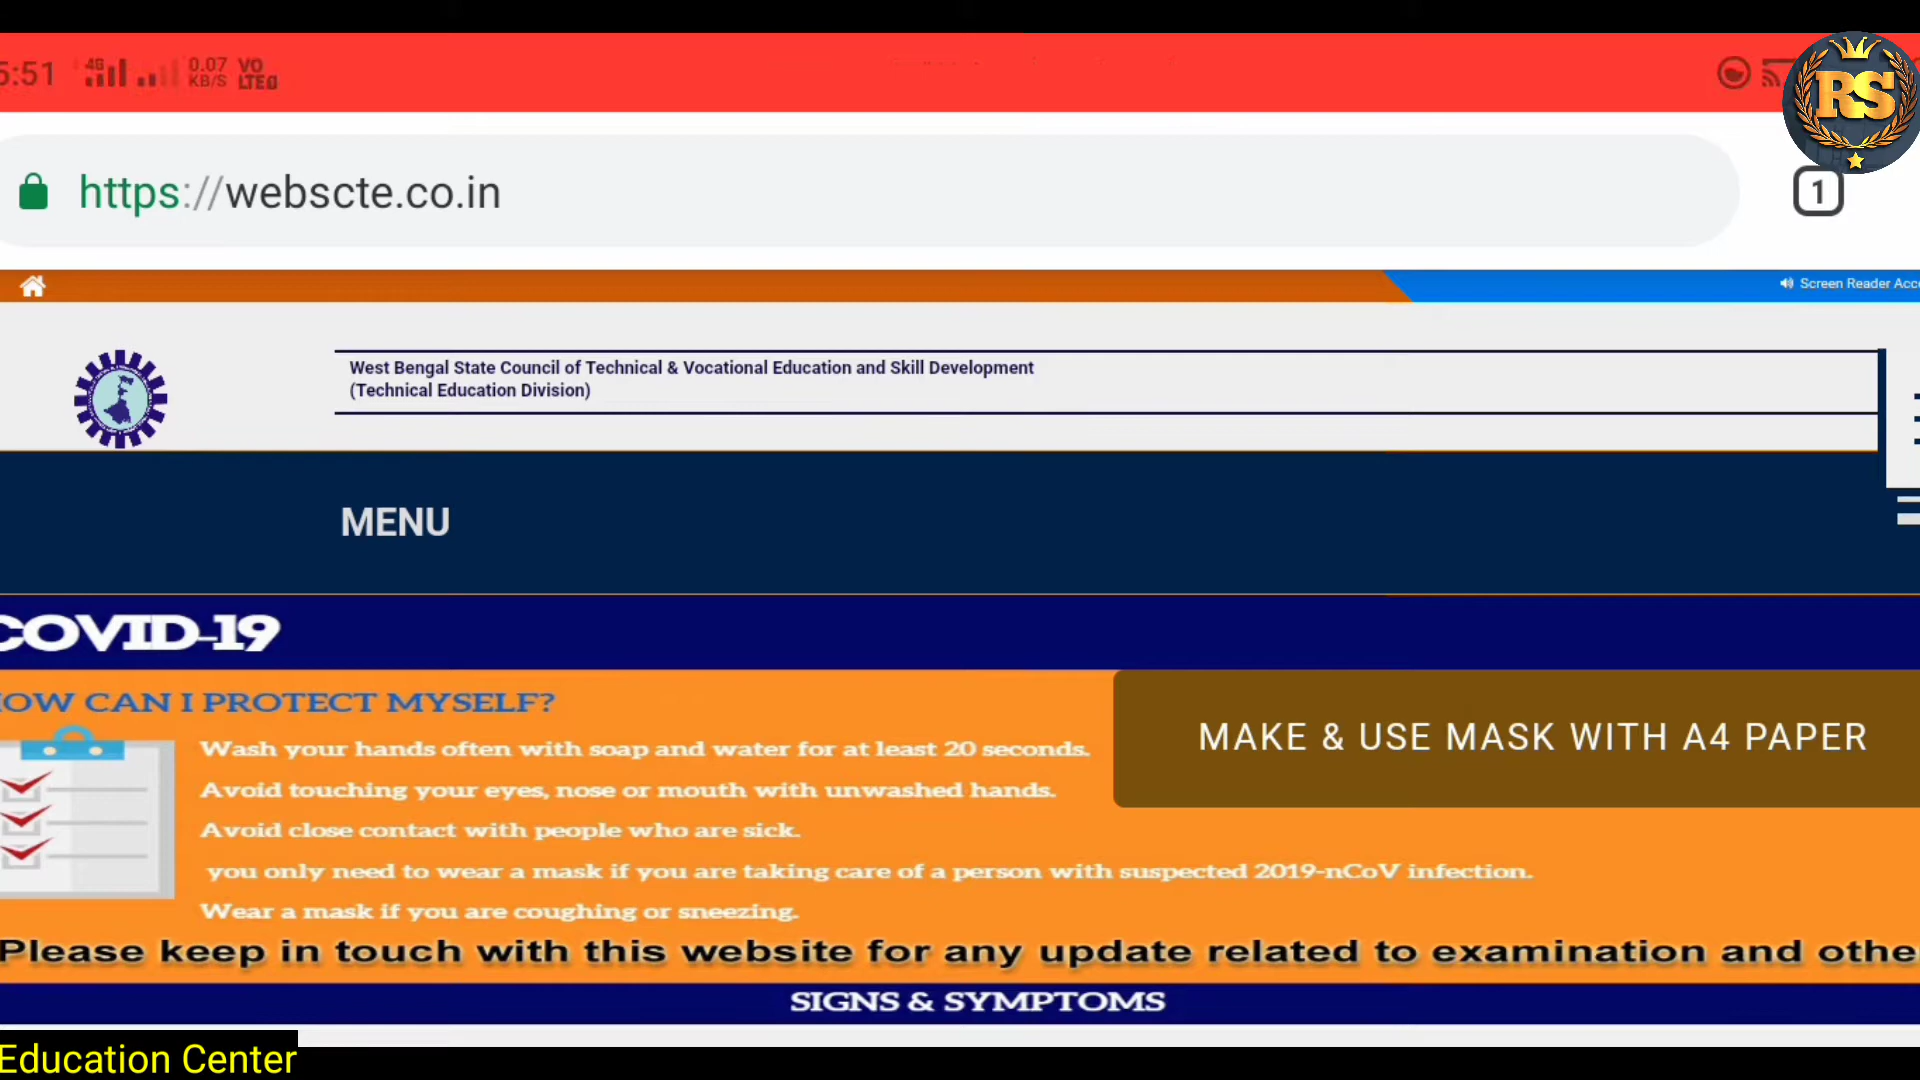 5:51 4G 0.07 KB/S VO LTE
RS
https://webscte.co.in
1
Screen Reader Acc
West Bengal State Council of Technical & Vocational Education and Skill Development
(Technical Education Division)
MENU
COVID-19
HOW CAN I PROTECT MYSELF?
MAKE & USE MASK WITH A4 PAPER
Wash your hands often with soap and water for at least 20 seconds.
Avoid touching your eyes, nose or mouth with unwashed hands.
Avoid close contact with people who are sick.
you only need to wear a mask if you are taking care of a person with suspected 2019-nCoV infection.
Wear a mask if you are coughing or sneezing.
Please keep in touch with this website for any update related to examination and othe
SIGNS & SYMPTOMS
Education Center